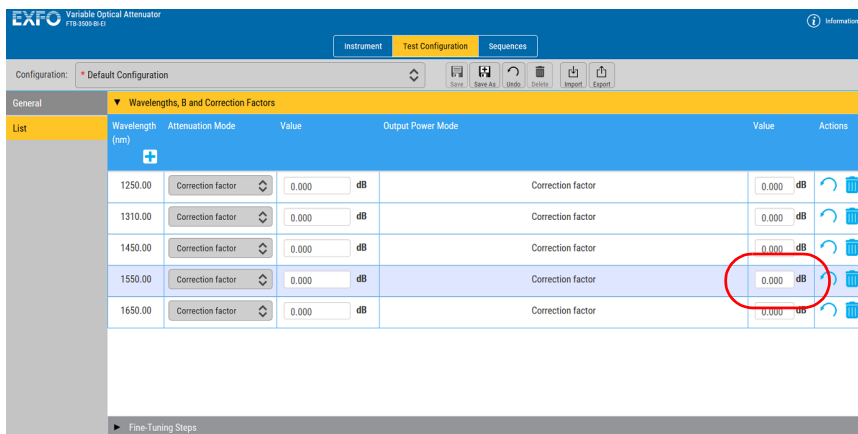 EXFO Variable Optical Attenuator
FTB-3500-BI-EI
Information
Instrument Test Configuration Sequences
Configuration: * Default Configuration
Save Save As Undo Delete Import Export
General
▼ Wavelengths, B and Correction Factors
List
Wavelength (nm) Attenuation Mode Value Output Power Mode Value Actions
1250.00 Correction factor 0.000 dB Correction factor 0.000 dB
1310.00 Correction factor 0.000 dB Correction factor 0.000 dB
1450.00 Correction factor 0.000 dB Correction factor 0.000 dB
1550.00 Correction factor 0.000 dB Correction factor 0.000 dB
1650.00 Correction factor 0.000 dB Correction factor 0.000 dB
► Fine-Tuning Steps